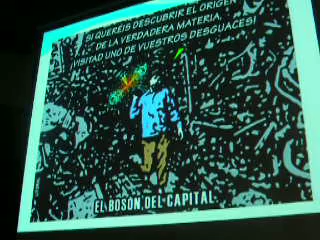 SI QUERÉIS DESCUBRIR EL ORIGEN
DE LA VERDADERA MATERIA,
¡VISITAD UNO DE VUESTROS DESGUACES!
EL BOSÓN DEL CAPITAL